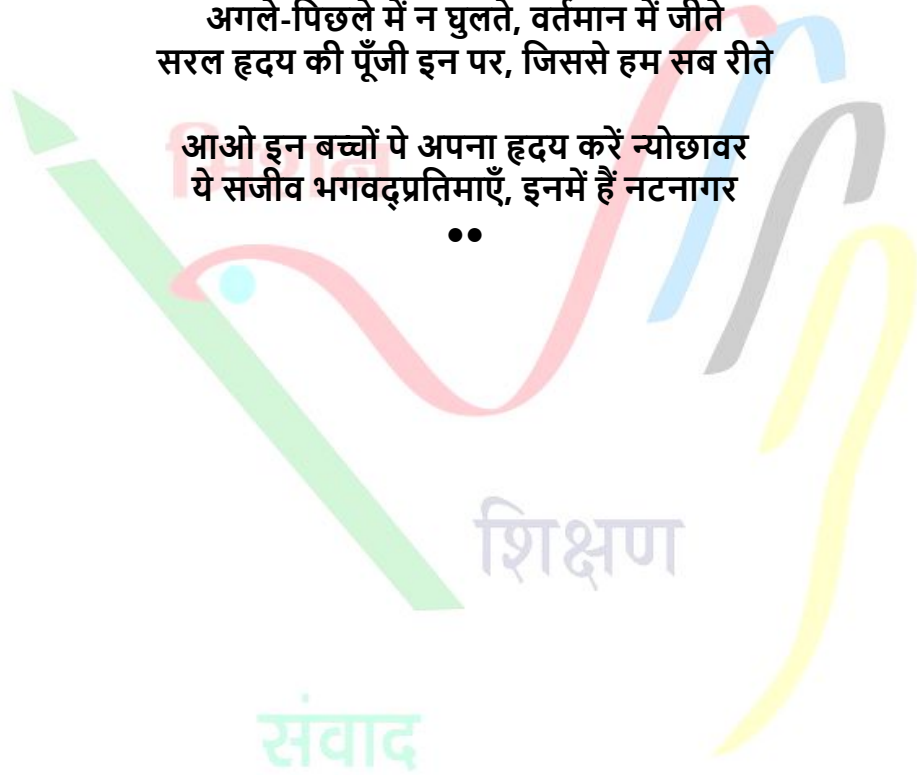 अगले-पिछले में न घुलते, वर्तमान में जीते
सरल हृदय की पूँजी इन पर, जिससे हम सब रीते
आओ इन बच्चों पे अपना हृदय करें न्योछावर
ये सजीव भगवद्प्रतिमाएँ, इनमें हैं नटनागर
●●
मिशन
शिक्षण
संवाद